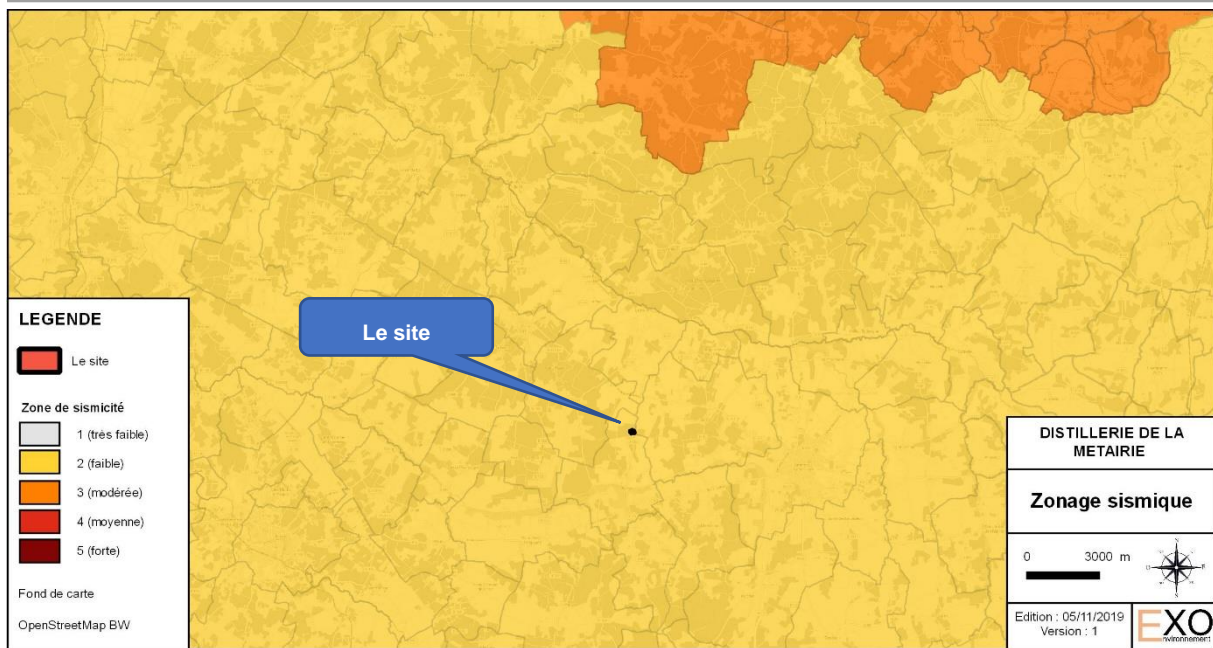 Le site
LEGENDE
Le site
Zone de sismicité
1 (très faible)
2 (faible)
3 (modérée)
4 (moyenne)
5 (forte)
Fond de carte
OpenStreetMap BW
DISTILLERIE DE LA
METAIRIE
Zonage sismique
0 3000 m
Edition : 05/11/2019
Version : 1
EXO
nvironnement